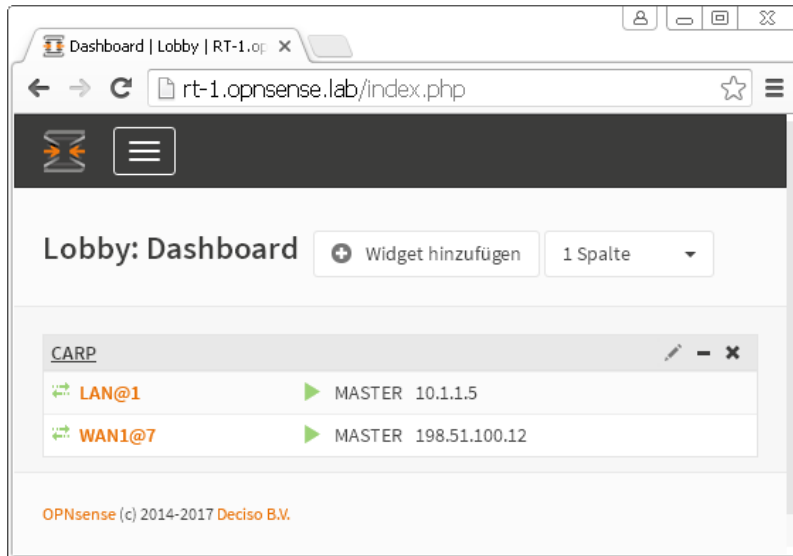 Dashboard | Lobby | RT-1.op
rt-1.opnsense.lab/index.php
Lobby: Dashboard Widget hinzufügen 1 Spalte
CARP
LAN@1 MASTER 10.1.1.5
WAN1@7 MASTER 198.51.100.12
OPNsense (c) 2014-2017 Deciso B.V.